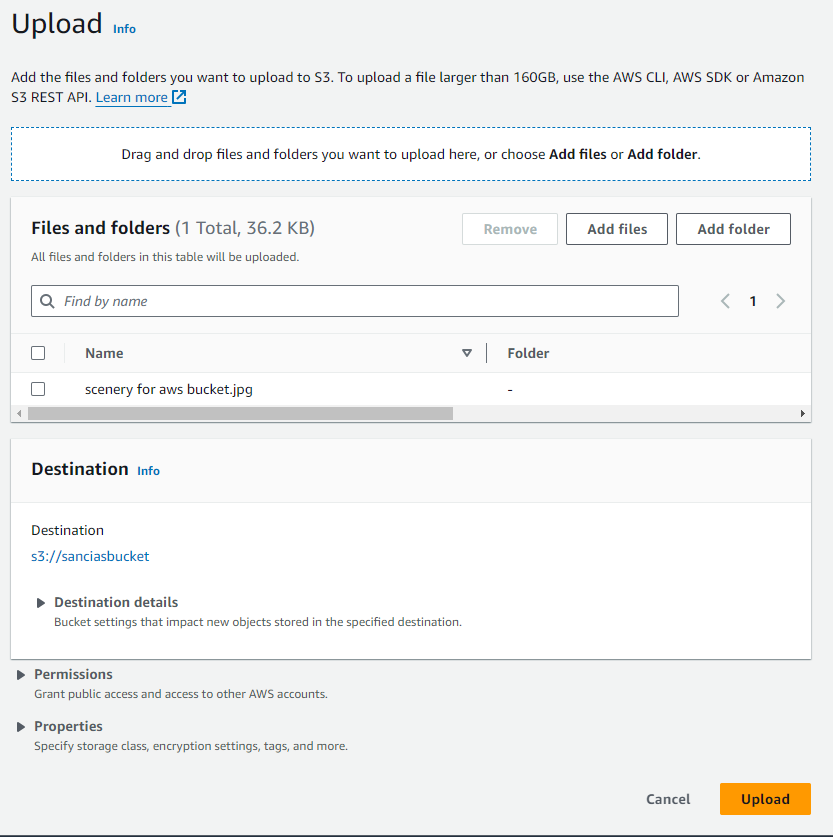 Upload Info
Add the files and folders you want to upload to S3. To upload a file larger than 160GB, use the AWS CLI, AWS SDK or Amazon
S3 REST API. Learn more
Drag and drop files and folders you want to upload here, or choose Add files or Add folder.
Files and folders (1 Total, 36.2 KB)
Remove
Add files
Add folder
All files and folders in this table will be uploaded.
Find by name
1
Name
Folder
scenery for aws bucket.jpg
-
Destination Info
Destination
s3://sanciasbucket
Destination details
Bucket settings that impact new objects stored in the specified destination.
Permissions
Grant public access and access to other AWS accounts.
Properties
Specify storage class, encryption settings, tags, and more.
Cancel
Upload